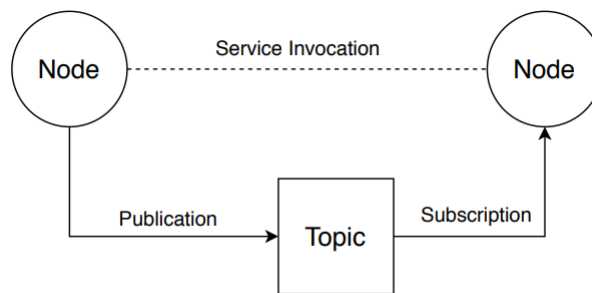 Service Invocation
Node
Node
Publication
Topic
Subscription